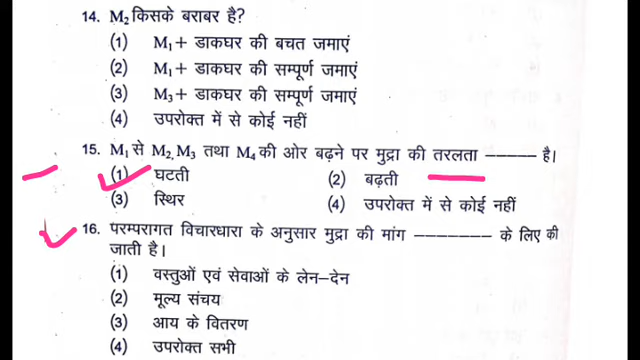 14. M₂ किसके बराबर है?
(1) M₁ + डाकघर की बचत जमाएं
(2) M₁ + डाकघर की सम्पूर्ण जमाएं
(3) M₃ + डाकघर की सम्पूर्ण जमाएं
(4) उपरोक्त में से कोई नहीं
15. M₁ से M₂, M₃ तथा M₄ की ओर बढ़ने पर मुद्रा की तरलता ––––– है।
(1) घटती (2) बढ़ती
(3) स्थिर (4) उपरोक्त में से कोई नहीं
16. परम्परागत विचारधारा के अनुसार मुद्रा की मांग ––––––– के लिए की
जाती है।
(1) वस्तुओं एवं सेवाओं के लेन–देन
(2) मूल्य संचय
(3) आय के वितरण
(4) उपरोक्त सभी